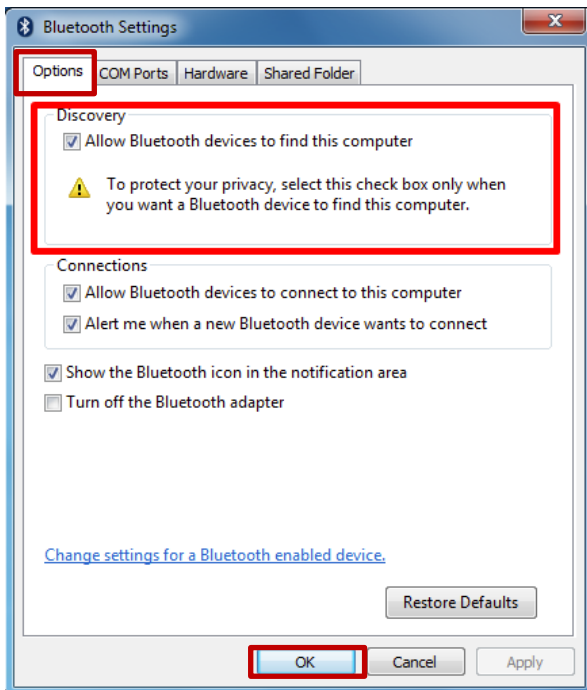 Bluetooth Settings
Options COM Ports Hardware Shared Folder
Discovery
Allow Bluetooth devices to find this computer
To protect your privacy, select this check box only when
you want a Bluetooth device to find this computer.
Connections
Allow Bluetooth devices to connect to this computer
Alert me when a new Bluetooth device wants to connect
Show the Bluetooth icon in the notification area
Turn off the Bluetooth adapter
Change settings for a Bluetooth enabled device.
Restore Defaults
OK Cancel Apply